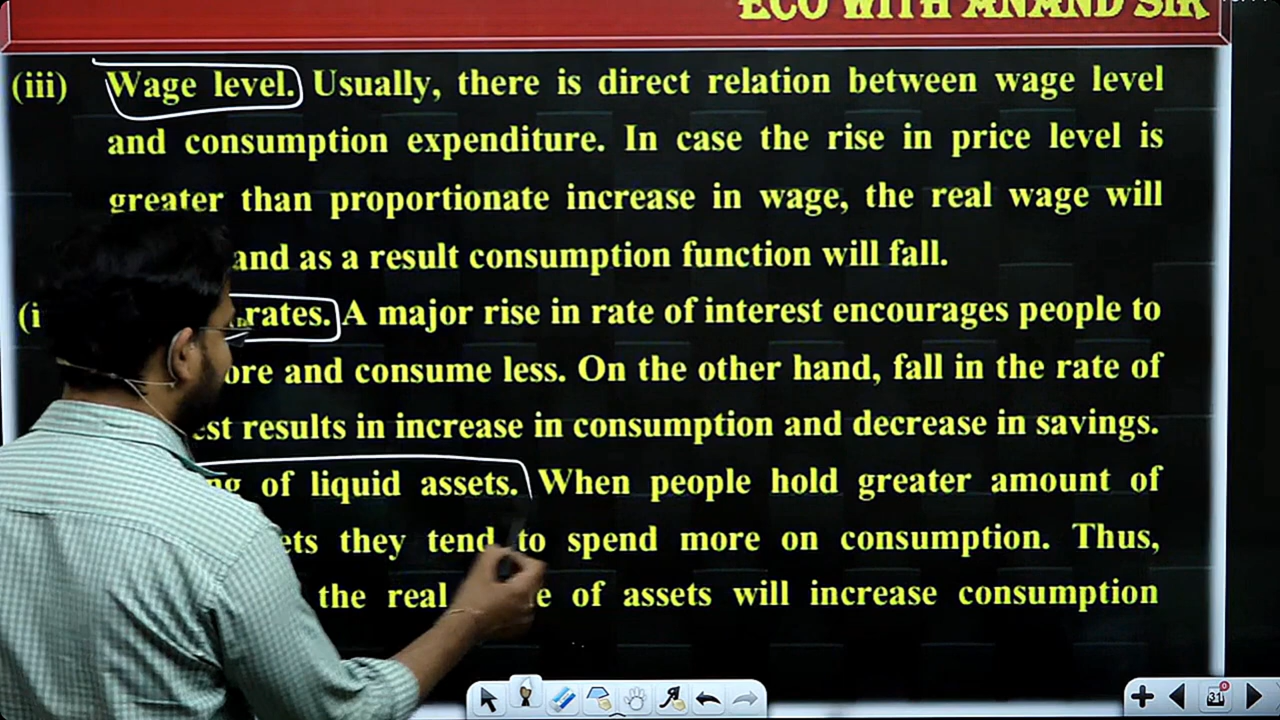 ECO WITH ANAND SIR
(iii) Wage level. Usually, there is direct relation between wage level
and consumption expenditure. In case the rise in price level is
greater than proportionate increase in wage, the real wage will
and as a result consumption function will fall.
rates. A major rise in rate of interest encourages people to
and consume less. On the other hand, fall in the rate of
results in increase in consumption and decrease in savings.
of liquid assets. When people hold greater amount of
they tend to spend more on consumption. Thus,
the real of assets will increase consumption
31